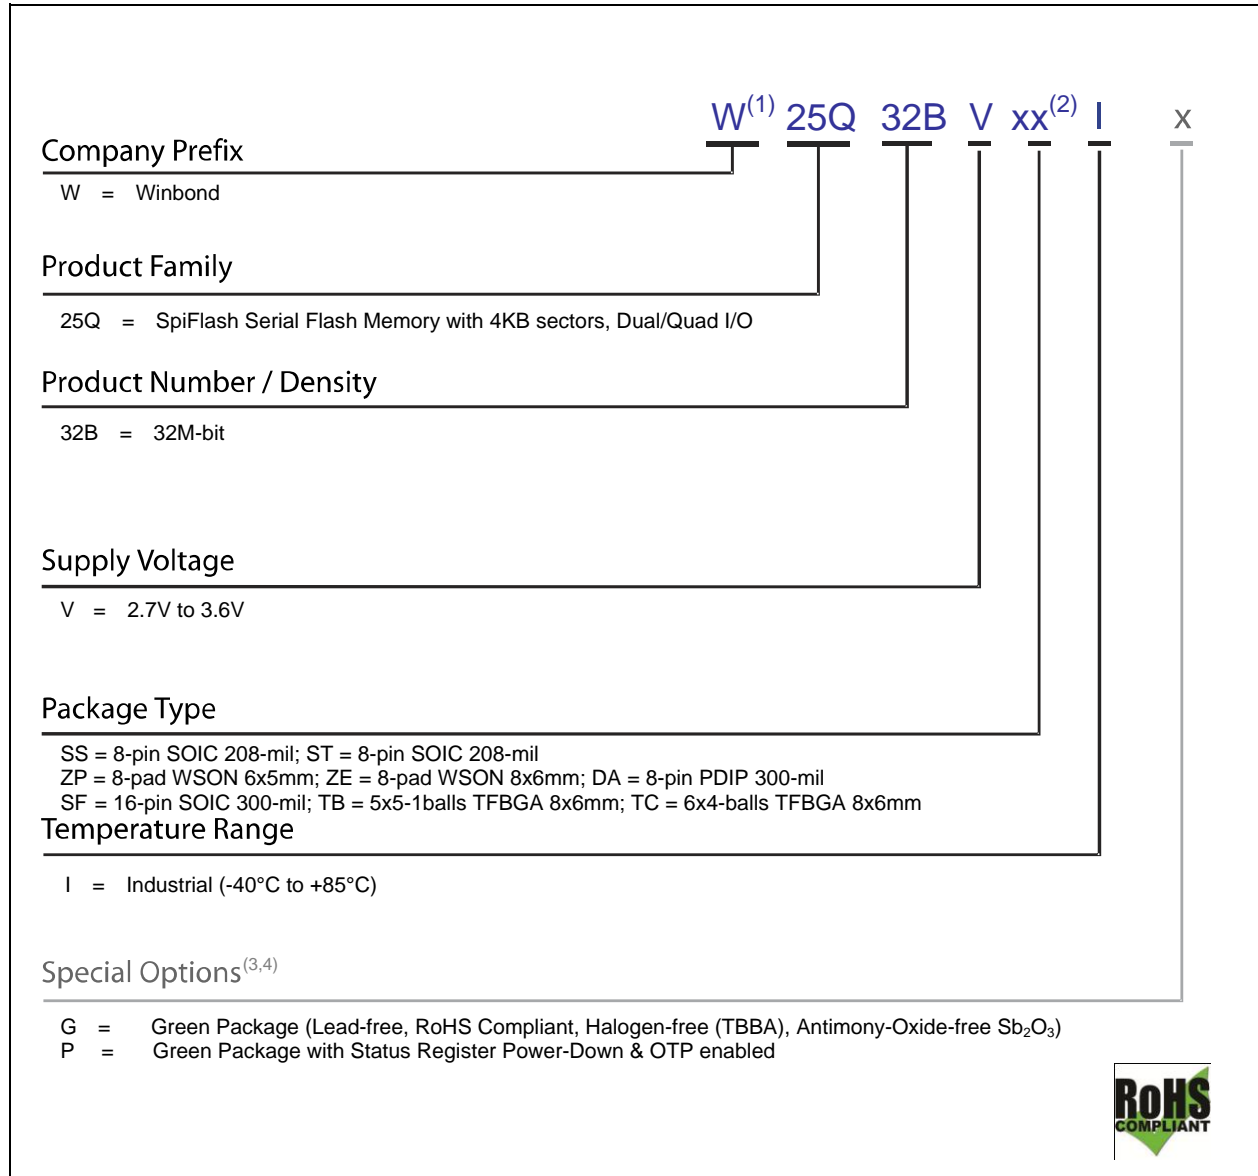 W(1) 25Q 32B V xx(2) I x
Company Prefix
W = Winbond
Product Family
25Q = SpiFlash Serial Flash Memory with 4KB sectors, Dual/Quad I/O
Product Number / Density
32B = 32M-bit
Supply Voltage
V = 2.7V to 3.6V
Package Type
SS = 8-pin SOIC 208-mil; ST = 8-pin SOIC 208-mil
ZP = 8-pad WSON 6x5mm; ZE = 8-pad WSON 8x6mm; DA = 8-pin PDIP 300-mil
SF = 16-pin SOIC 300-mil; TB = 5x5-1balls TFBGA 8x6mm; TC = 6x4-balls TFBGA 8x6mm
Temperature Range
I = Industrial (-40°C to +85°C)
Special Options(3,4)
G = Green Package (Lead-free, RoHS Compliant, Halogen-free (TBBA), Antimony-Oxide-free Sb₂O₃)
P = Green Package with Status Register Power-Down & OTP enabled
RoHS
COMPLIANT